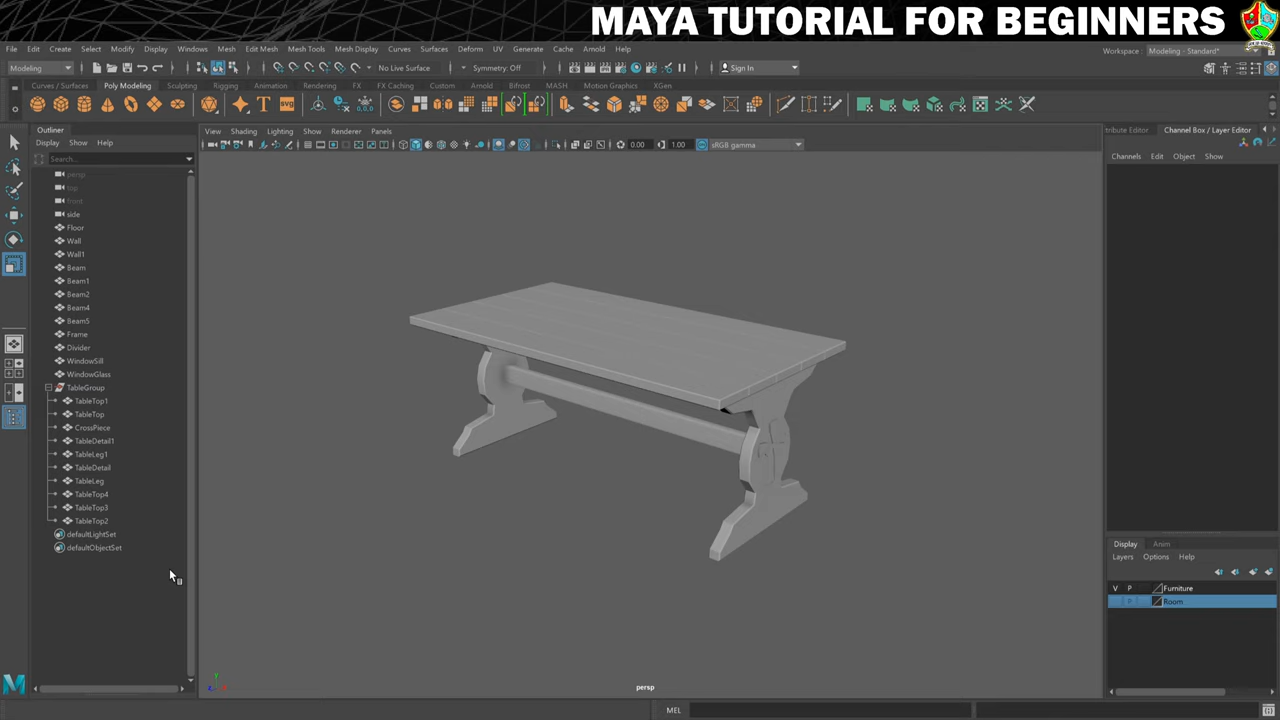 MAYA TUTORIAL FOR BEGINNERS
File Edit Create Select Modify Display Windows Mesh Edit Mesh Mesh Tools Mesh Display Curves Surfaces Deform UV Generate Cache Arnold Help
Workspace : Modeling - Standard*
Modeling No Live Surface Symmetry: Off Sign In
Curves / Surfaces Poly Modeling Sculpting Rigging Animation Rendering FX FX Caching Custom Arnold Bifrost MASH Motion Graphics XGen
Outliner
Display Show Help
Search...
persp
top
front
side
Floor
Wall
Wall1
Beam
Beam1
Beam2
Beam4
Beam5
Frame
Divider
WindowSill
WindowGlass
TableGroup
TableTop1
TableTop
CrossPiece
TableDetail1
TableLeg1
TableDetail
TableLeg
TableTop4
TableTop3
TableTop2
defaultLightSet
defaultObjectSet
View Shading Lighting Show Renderer Panels
0.00 1.00 sRGB gamma
persp
tribute Editor Channel Box / Layer Editor
Channels Edit Object Show
Display Anim
Layers Options Help
V P Furniture
P Room
MEL